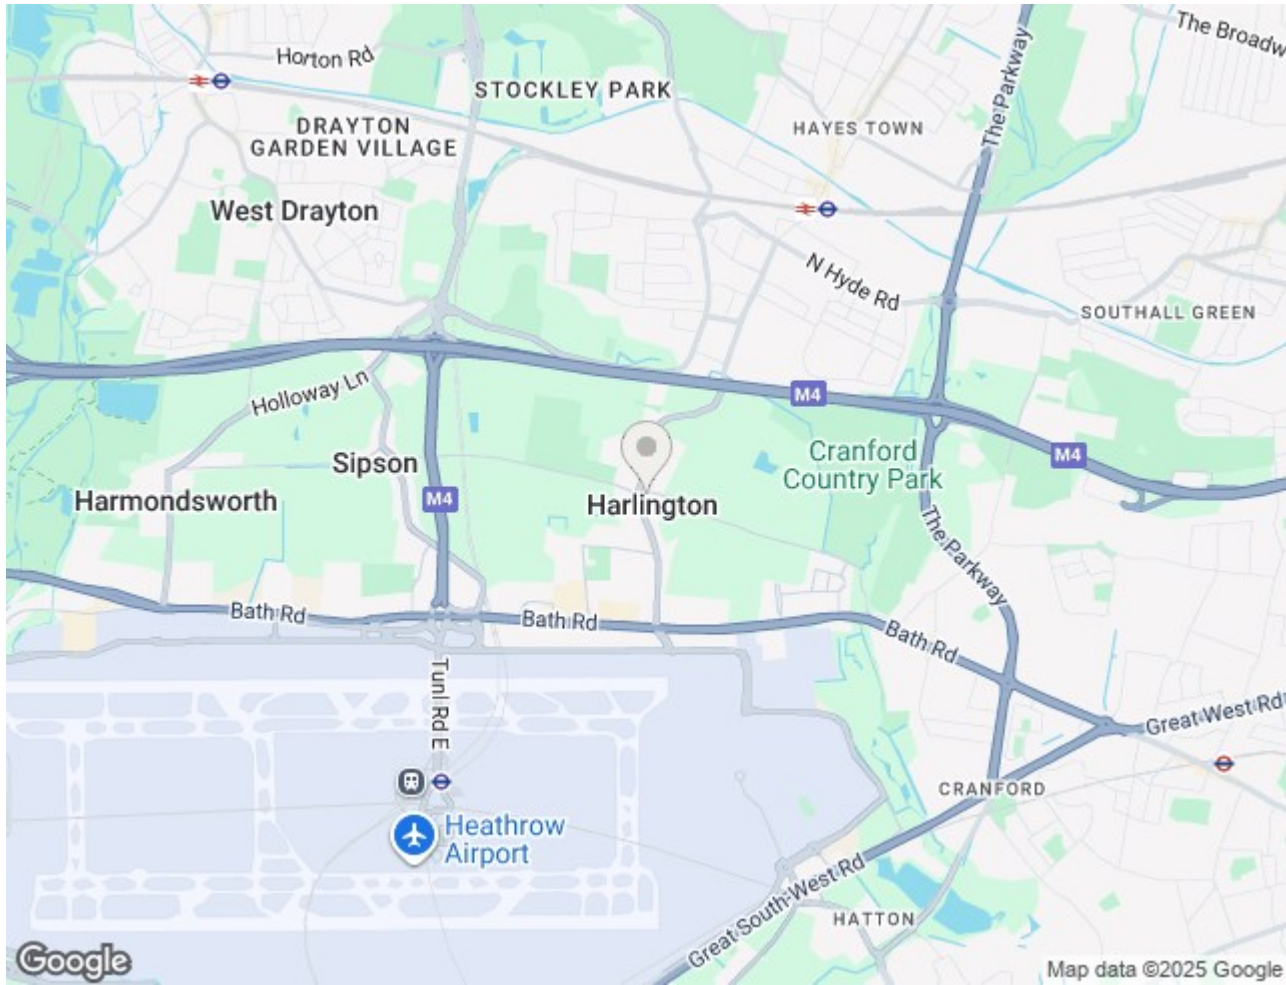 The Broadw
Horton Rd
The Parkway
STOCKLEY PARK
DRAYTON
GARDEN VILLAGE
HAYES TOWN
West Drayton
N Hyde Rd
SOUTHALL GREEN
Holloway Ln
M4
Sipson
Cranford
Country Park
M4
Harmondsworth
M4
Harlington
The Parkway
Bath Rd
Bath Rd
Bath Rd
Tunl Rd E
Great West Rd
CRANFORD
Heathrow
Airport
Great South-West Rd
HATTON
Google
Map data ©2025 Google